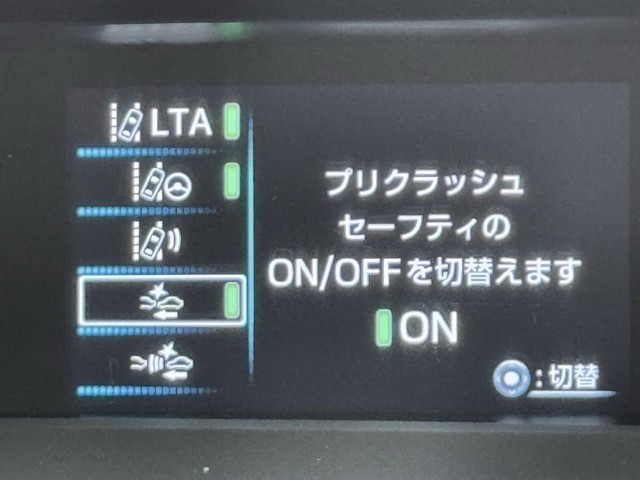 LTA
プリクラッシュ
セーフティの
ON/OFFを切替えます
ON
:切替